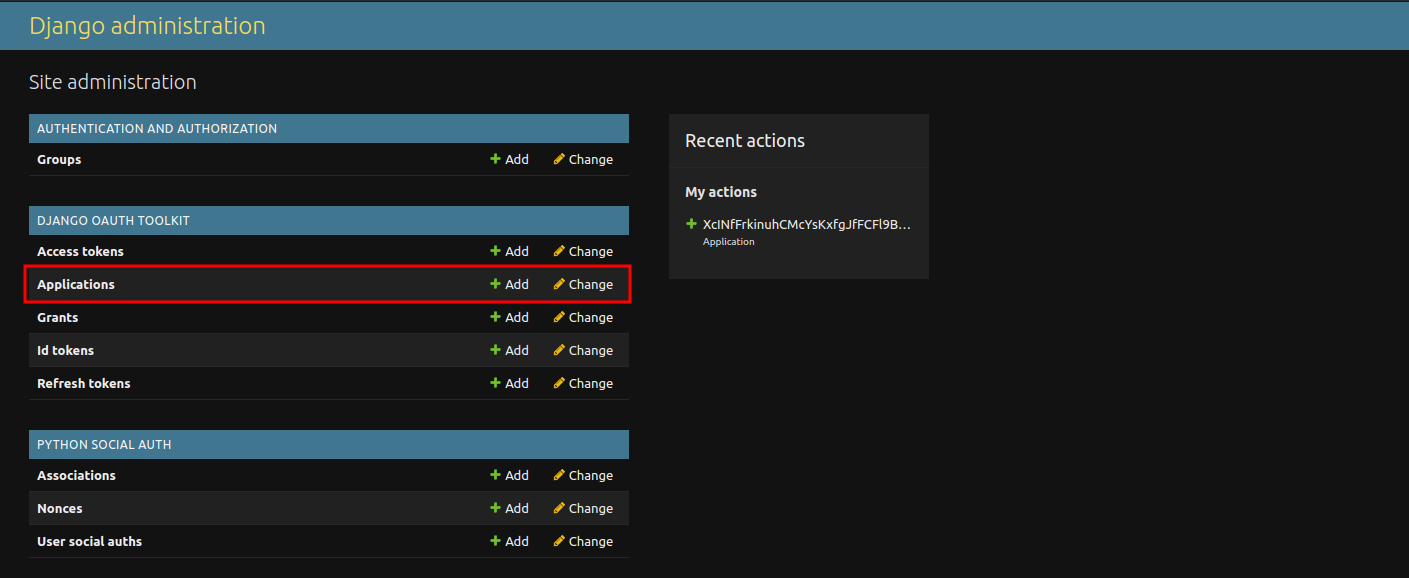 Django administration
Site administration
AUTHENTICATION AND AUTHORIZATION
Groups Add Change
DJANGO OAUTH TOOLKIT
Access tokens Add Change
Applications Add Change
Grants Add Change
Id tokens Add Change
Refresh tokens Add Change
PYTHON SOCIAL AUTH
Associations Add Change
Nonces Add Change
User social auths Add Change
Recent actions
My actions
XcINfFrkinuhCMcYsKxfgJfFCFl9B...
Application